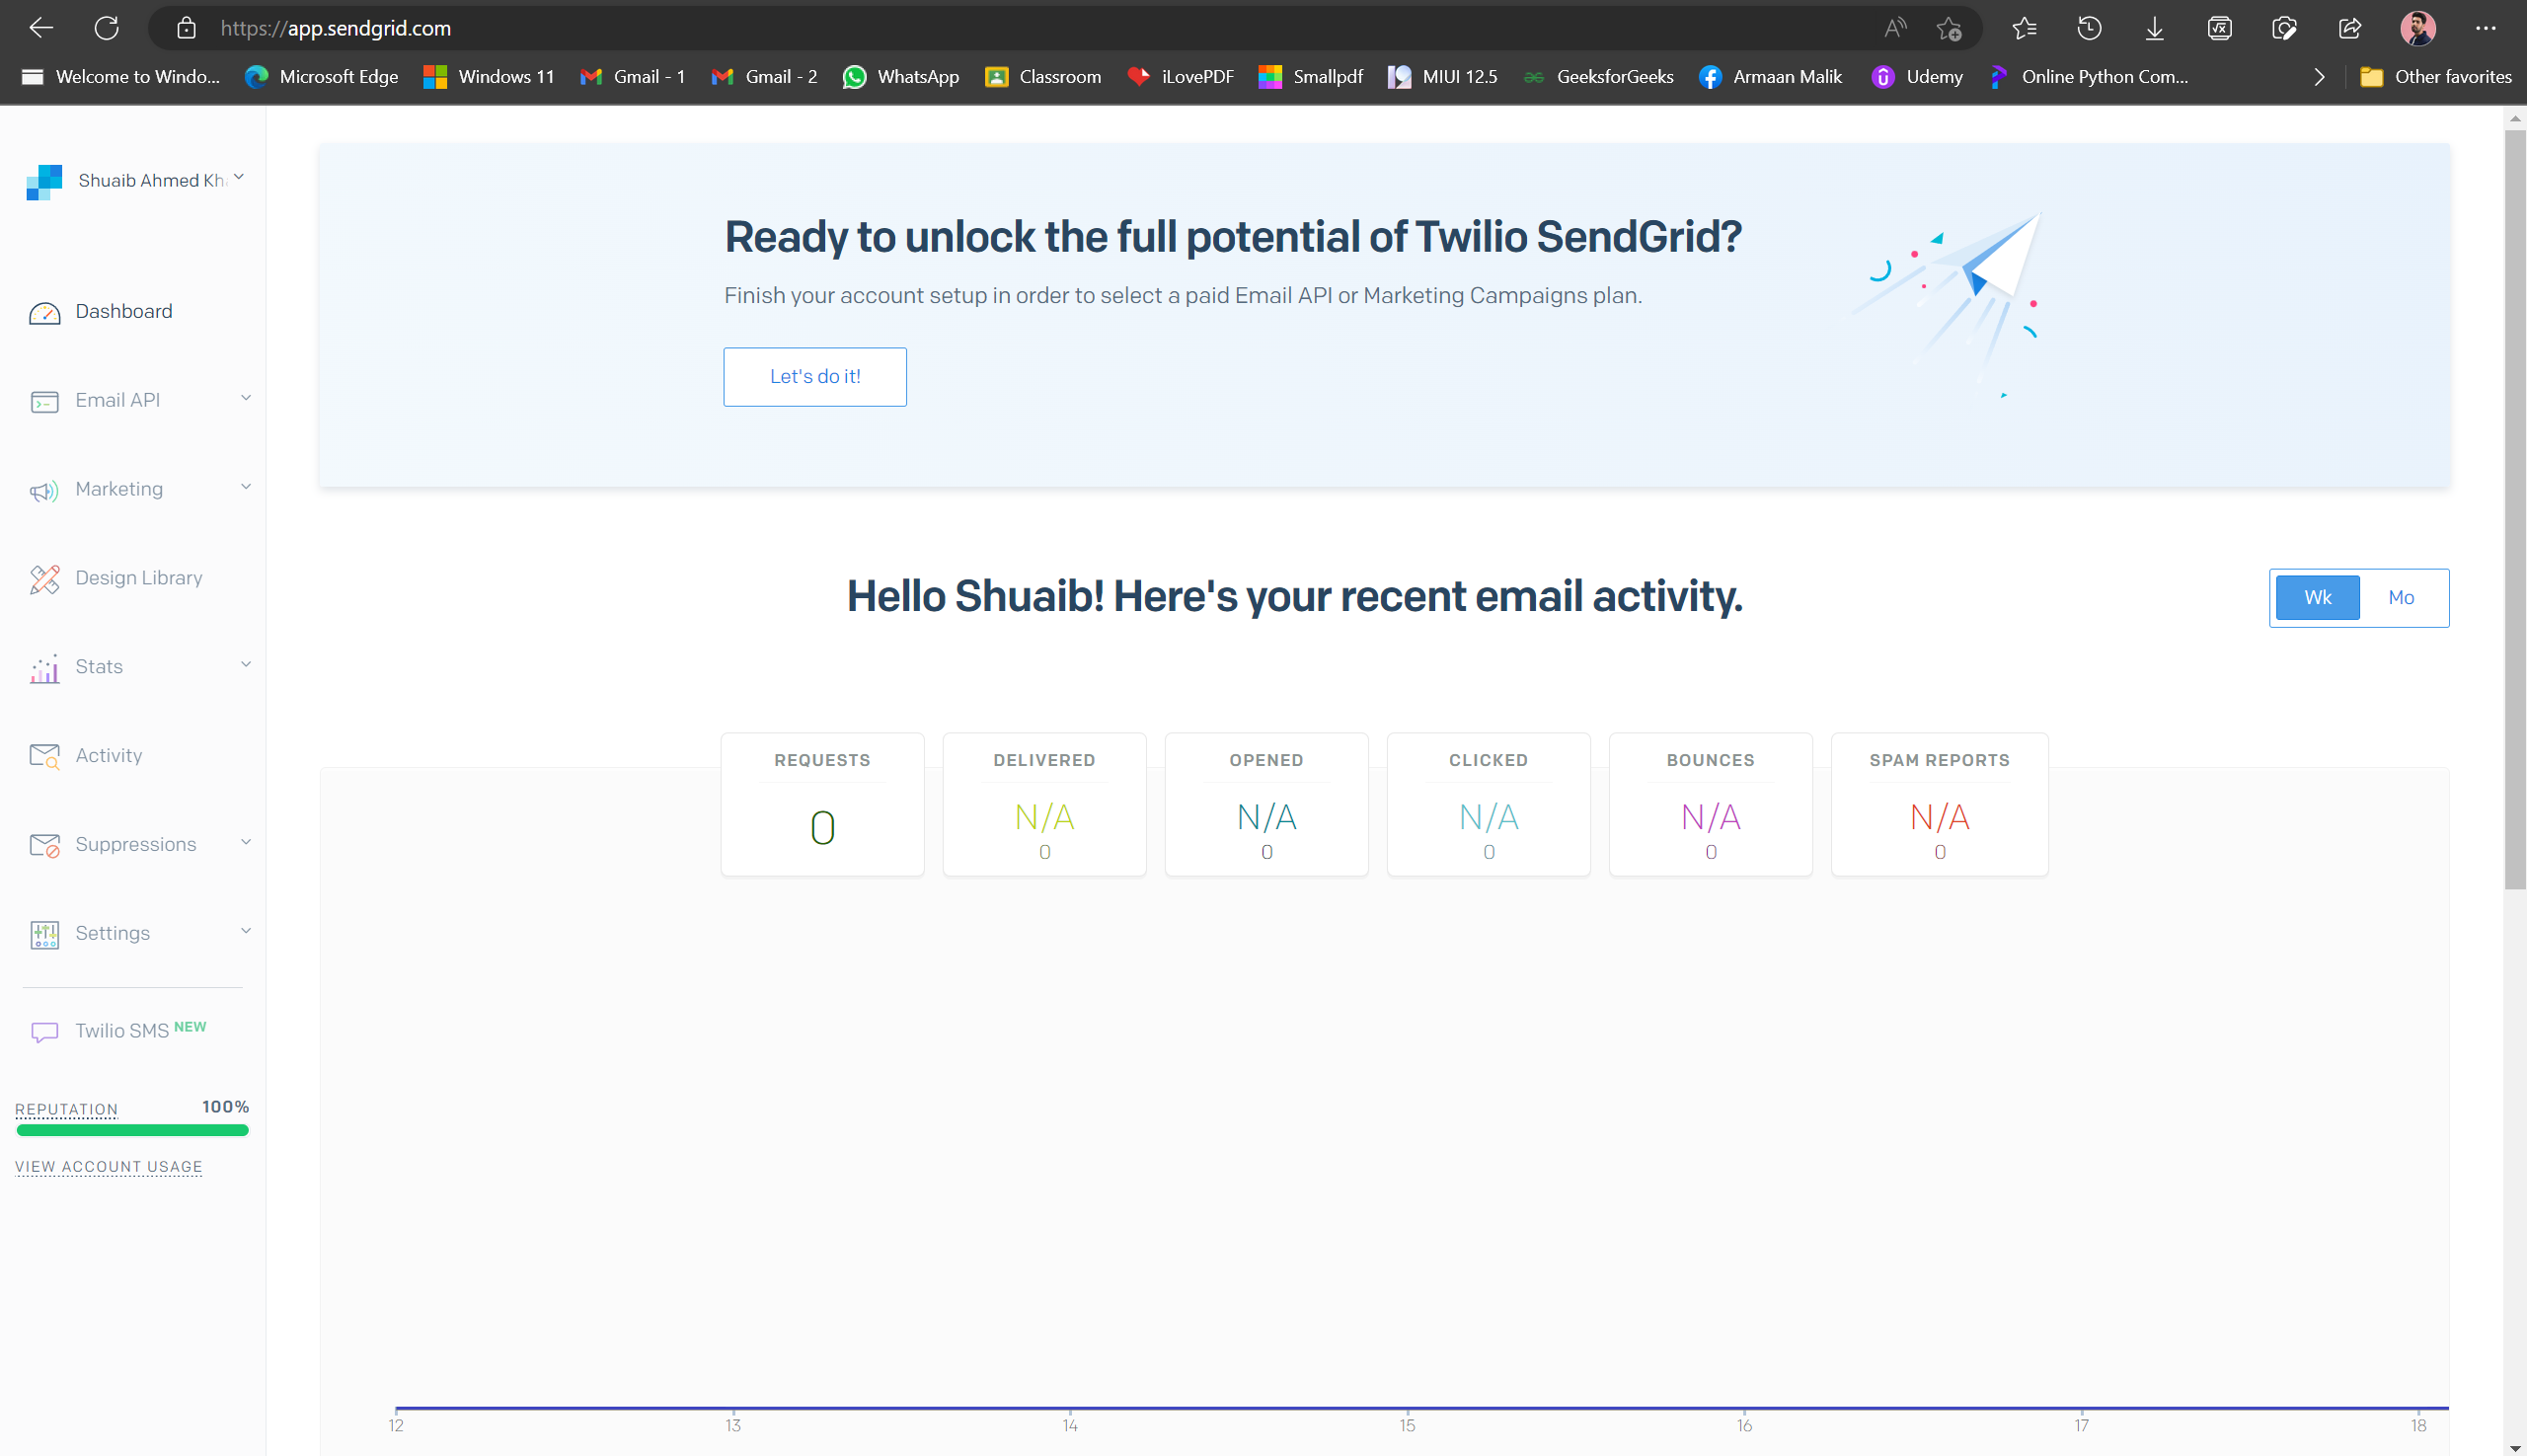 https://app.sendgrid.com
Welcome to Windo...
Microsoft Edge
Windows 11
Gmail - 1
Gmail - 2
WhatsApp
Classroom
iLovePDF
Smallpdf
MIUI 12.5
GeeksforGeeks
Armaan Malik
Udemy
Online Python Com...
Other favorites
Shuaib Ahmed Kha
Dashboard
Email API
Marketing
Design Library
Stats
Activity
Suppressions
Settings
Twilio SMS NEW
REPUTATION 100%
VIEW ACCOUNT USAGE
Ready to unlock the full potential of Twilio SendGrid?
Finish your account setup in order to select a paid Email API or Marketing Campaigns plan.
Let's do it!
Hello Shuaib! Here's your recent email activity.
Wk Mo
REQUESTS
0
DELIVERED
N/A
0
OPENED
N/A
0
CLICKED
N/A
0
BOUNCES
N/A
0
SPAM REPORTS
N/A
0
12 13 14 15 16 17 18